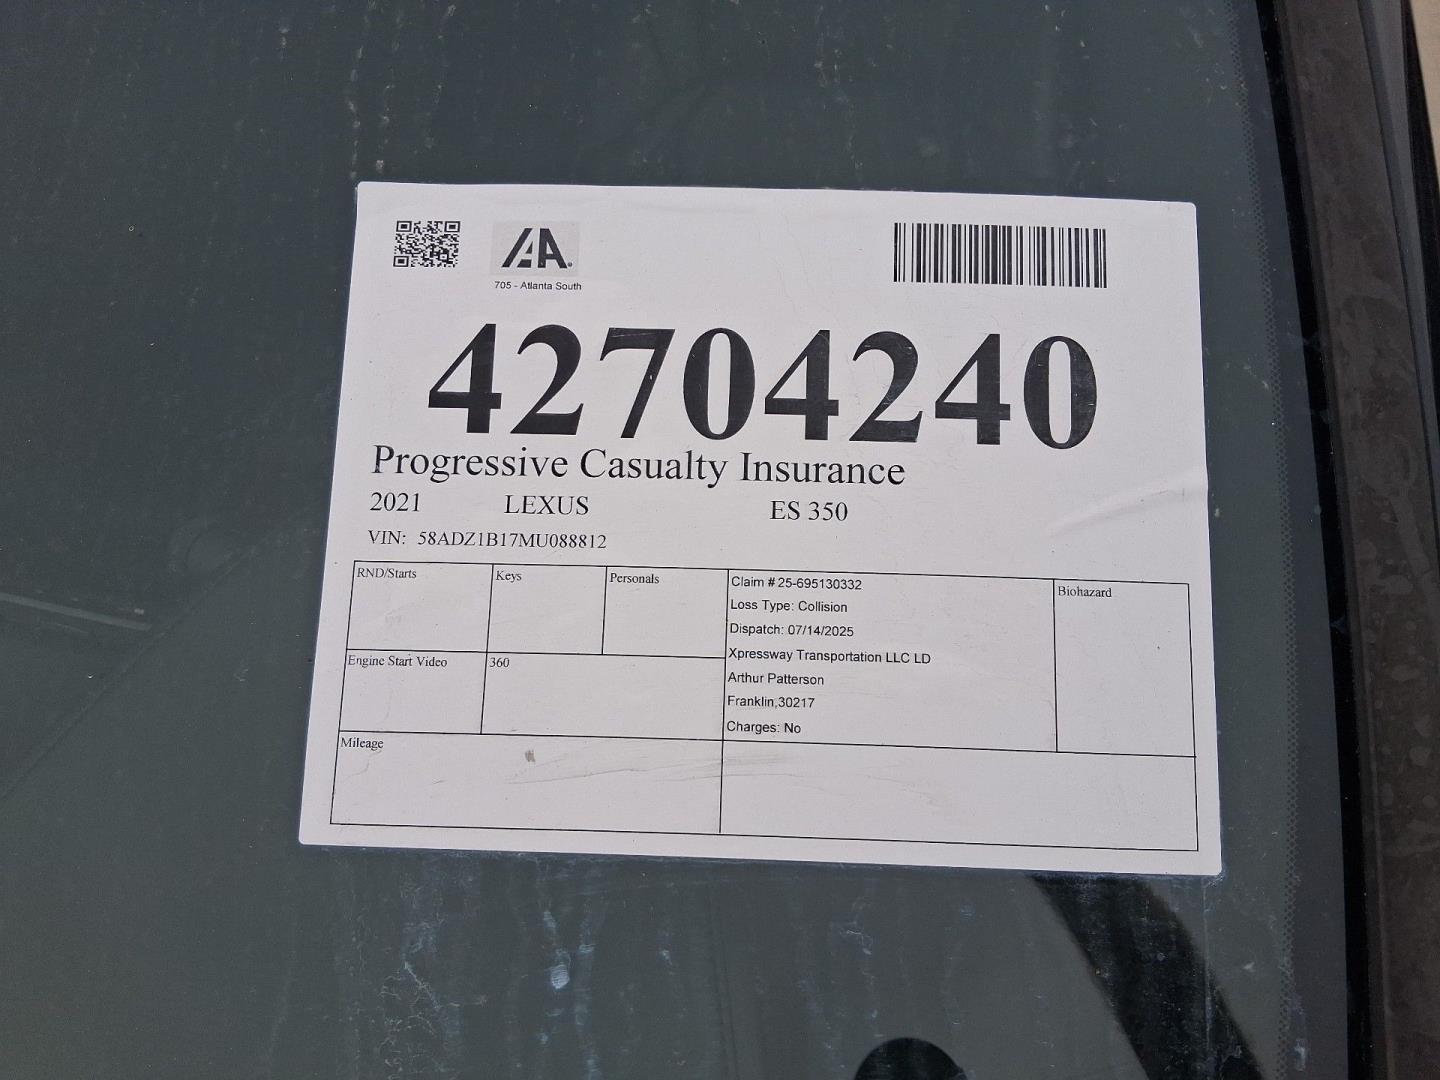 IAA
705 - Atlanta South
42704240
Progressive Casualty Insurance
2021 LEXUS ES 350
VIN: 58ADZ1B17MU088812
RND/Starts
Keys
Personals
Claim # 25-695130332
Loss Type: Collision
Dispatch: 07/14/2025
Xpressway Transportation LLC LD
Arthur Patterson
Franklin,30217
Charges: No
Biohazard
Engine Start Video
360
Mileage